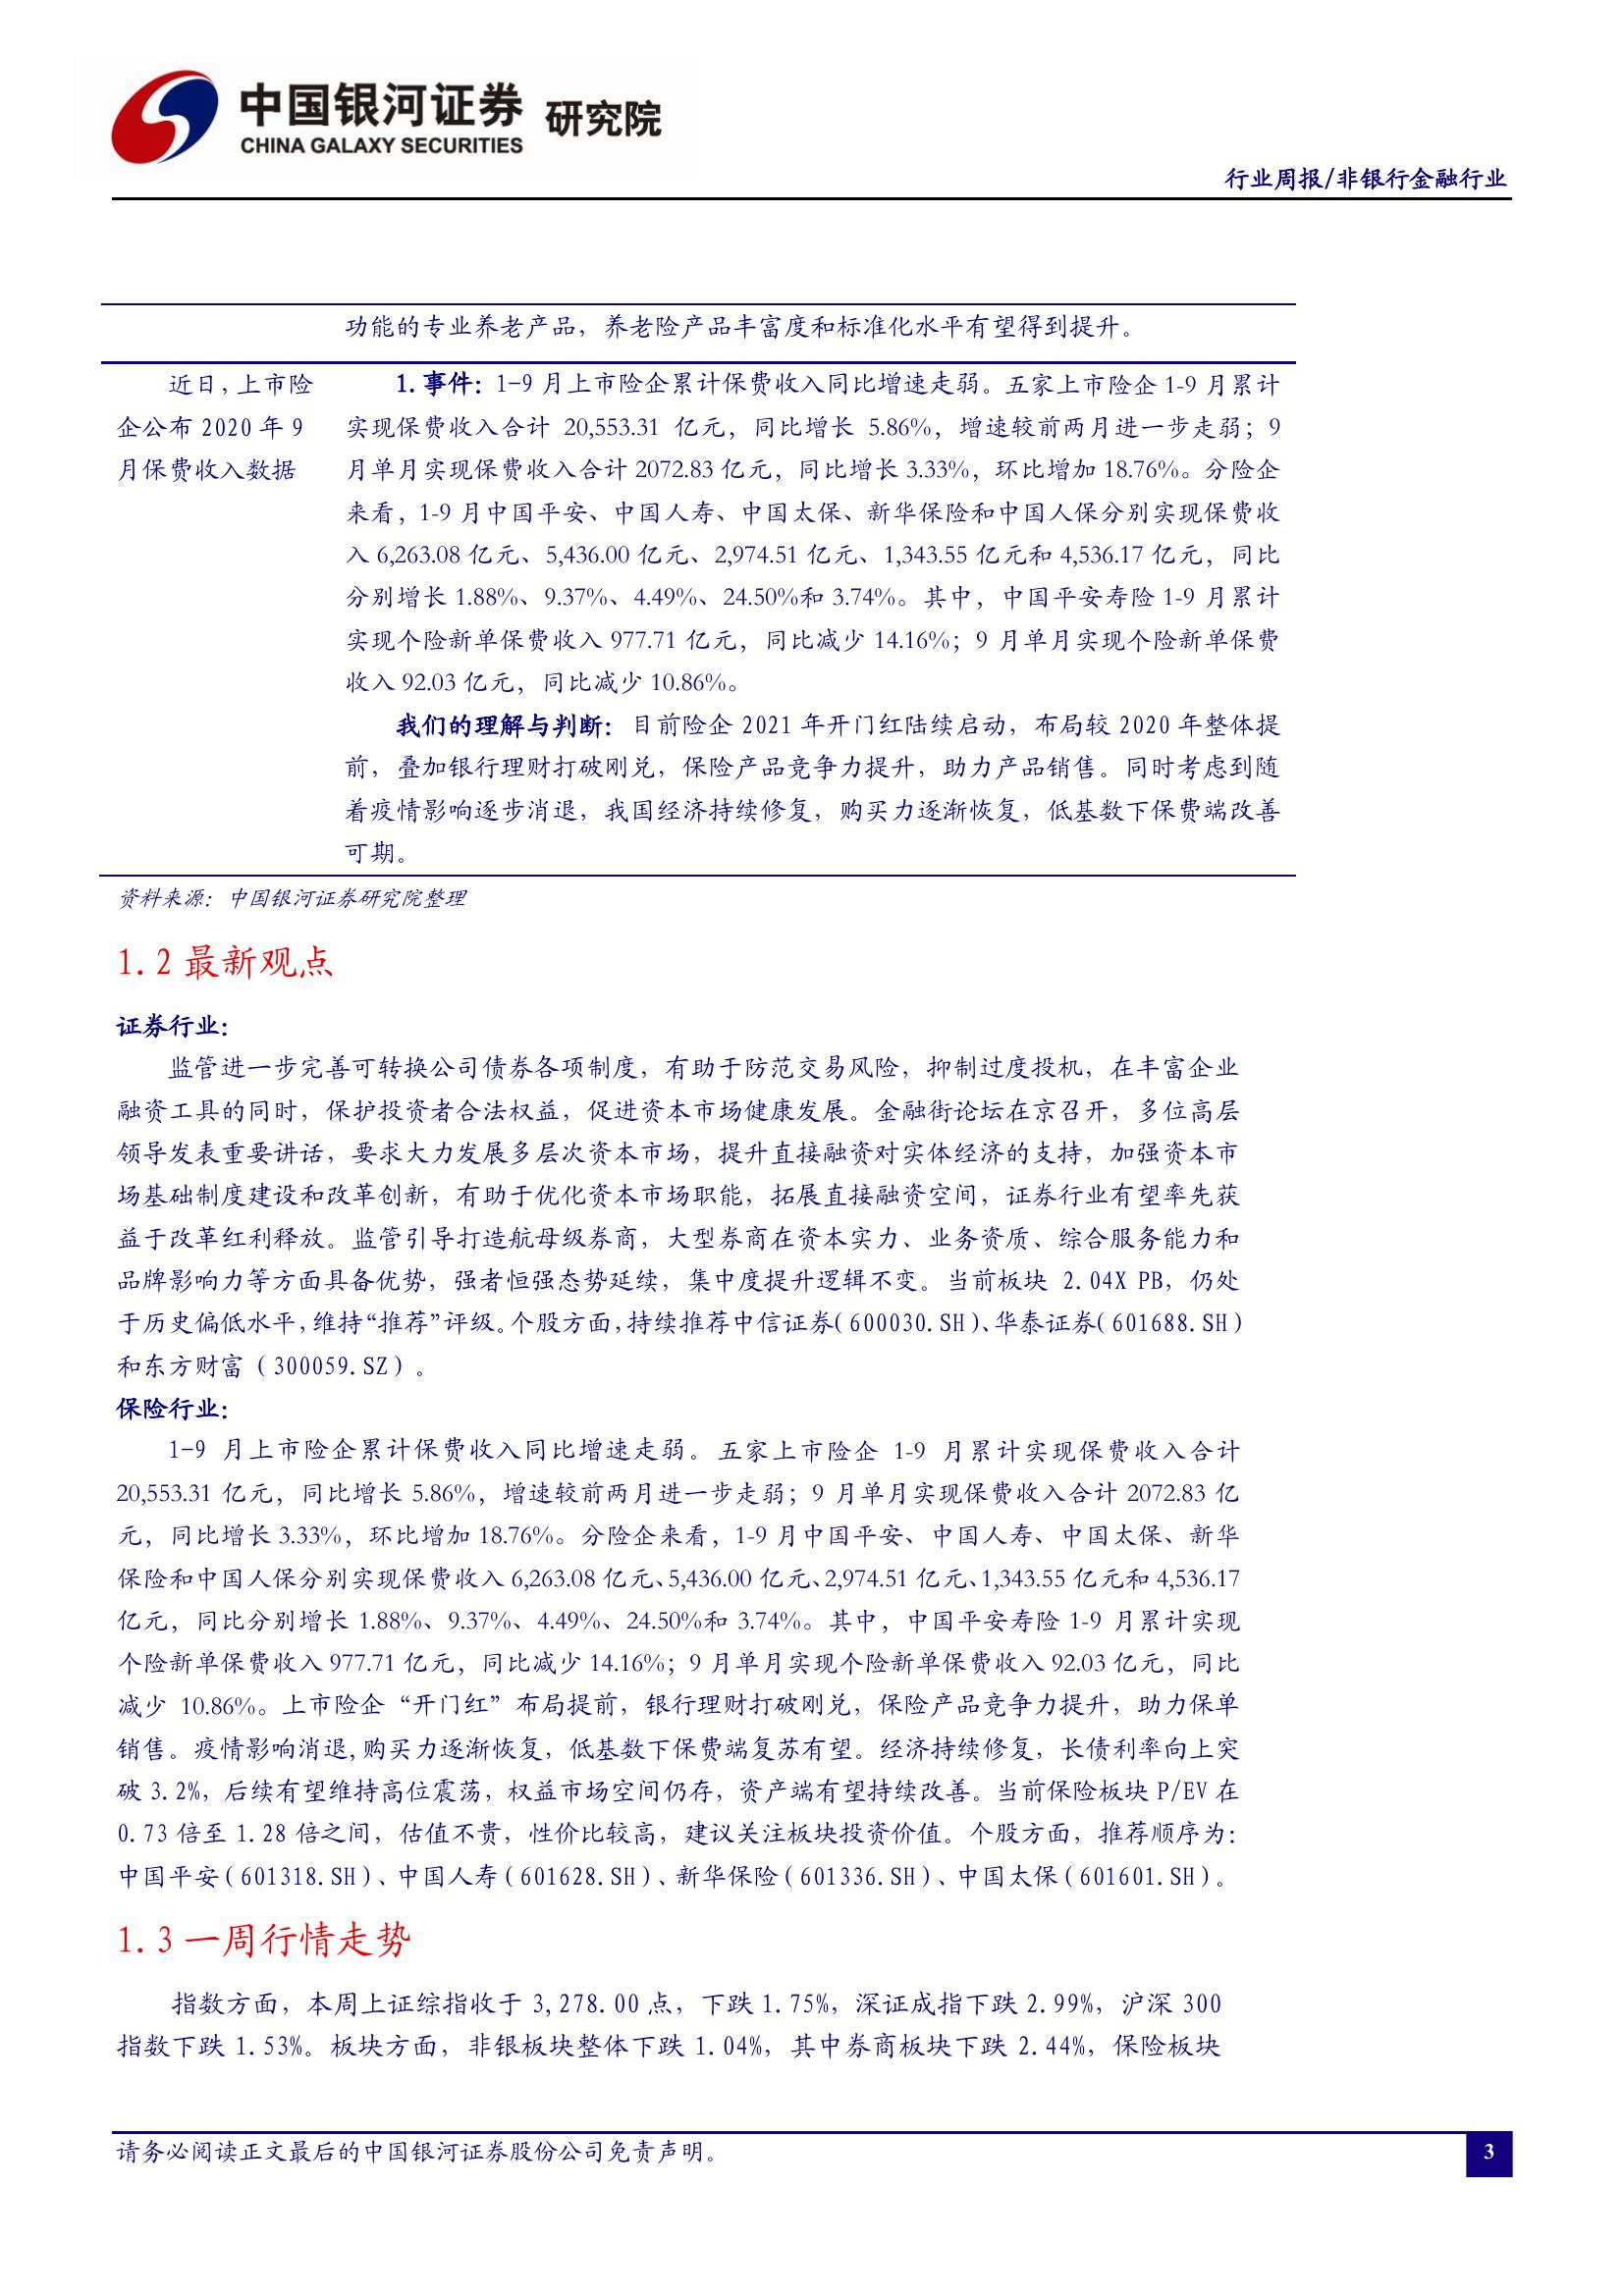 中国银河证券 研究院
CHINA GALAXY SECURITIES
行业周报/非银行金融行业
功能的专业养老产品，养老险产品丰富度和标准化水平有望得到提升。
近日，上市险
企公布 2020 年 9
月保费收入数据
1.事件：1-9 月上市险企累计保费收入同比增速走弱。五家上市险企 1-9 月累计
实现保费收入合计 20,553.31 亿元，同比增长 5.86%，增速较前两月进一步走弱；9
月单月实现保费收入合计 2072.83 亿元，同比增长 3.33%，环比增加 18.76%。分险企
来看，1-9 月中国平安、中国人寿、中国太保、新华保险和中国人保分别实现保费收
入 6,263.08 亿元、5,436.00 亿元、2,974.51 亿元、1,343.55 亿元和 4,536.17 亿元，同比
分别增长 1.88%、9.37%、4.49%、24.50%和 3.74%。其中，中国平安寿险 1-9 月累计
实现个险新单保费收入 977.71 亿元，同比减少 14.16%；9 月单月实现个险新单保费
收入 92.03 亿元，同比减少 10.86%。
我们的理解与判断：目前险企 2021 年开门红陆续启动，布局较 2020 年整体提
前，叠加银行理财打破刚兑，保险产品竞争力提升，助力产品销售。同时考虑到随
着疫情影响逐步消退，我国经济持续修复，购买力逐渐恢复，低基数下保费端改善
可期。
资料来源：中国银河证券研究院整理
1.2 最新观点
证券行业：
监管进一步完善可转换公司债券各项制度，有助于防范交易风险，抑制过度投机，在丰富企业
融资工具的同时，保护投资者合法权益，促进资本市场健康发展。金融街论坛在京召开，多位高层
领导发表重要讲话，要求大力发展多层次资本市场，提升直接融资对实体经济的支持，加强资本市
场基础制度建设和改革创新，有助于优化资本市场职能，拓展直接融资空间，证券行业有望率先获
益于改革红利释放。监管引导打造航母级券商，大型券商在资本实力、业务资质、综合服务能力和
品牌影响力等方面具备优势，强者恒强态势延续，集中度提升逻辑不变。当前板块 2.04X PB，仍处
于历史偏低水平，维持“推荐”评级。个股方面，持续推荐中信证券（600030.SH）、华泰证券（601688.SH）
和东方财富（300059.SZ）。
保险行业：
1-9 月上市险企累计保费收入同比增速走弱。五家上市险企 1-9 月累计实现保费收入合计
20,553.31 亿元，同比增长 5.86%，增速较前两月进一步走弱；9 月单月实现保费收入合计 2072.83 亿
元，同比增长 3.33%，环比增加 18.76%。分险企来看，1-9 月中国平安、中国人寿、中国太保、新华
保险和中国人保分别实现保费收入 6,263.08 亿元、5,436.00 亿元、2,974.51 亿元、1,343.55 亿元和 4,536.17
亿元，同比分别增长 1.88%、9.37%、4.49%、24.50%和 3.74%。其中，中国平安寿险 1-9 月累计实现
个险新单保费收入 977.71 亿元，同比减少 14.16%；9 月单月实现个险新单保费收入 92.03 亿元，同比
减少 10.86%。上市险企“开门红”布局提前，银行理财打破刚兑，保险产品竞争力提升，助力保单
销售。疫情影响消退，购买力逐渐恢复，低基数下保费端复苏有望。经济持续修复，长债利率向上突
破 3.2%，后续有望维持高位震荡，权益市场空间仍存，资产端有望持续改善。当前保险板块 P/EV 在
0.73 倍至 1.28 倍之间，估值不贵，性价比较高，建议关注板块投资价值。个股方面，推荐顺序为：
中国平安（601318.SH）、中国人寿（601628.SH）、新华保险（601336.SH）、中国太保（601601.SH）。
1.3 一周行情走势
指数方面，本周上证综指收于 3,278.00 点，下跌 1.75%，深证成指下跌 2.99%，沪深 300
指数下跌 1.53%。板块方面，非银板块整体下跌 1.04%，其中券商板块下跌 2.44%，保险板块
请务必阅读正文最后的中国银河证券股份公司免责声明。
3